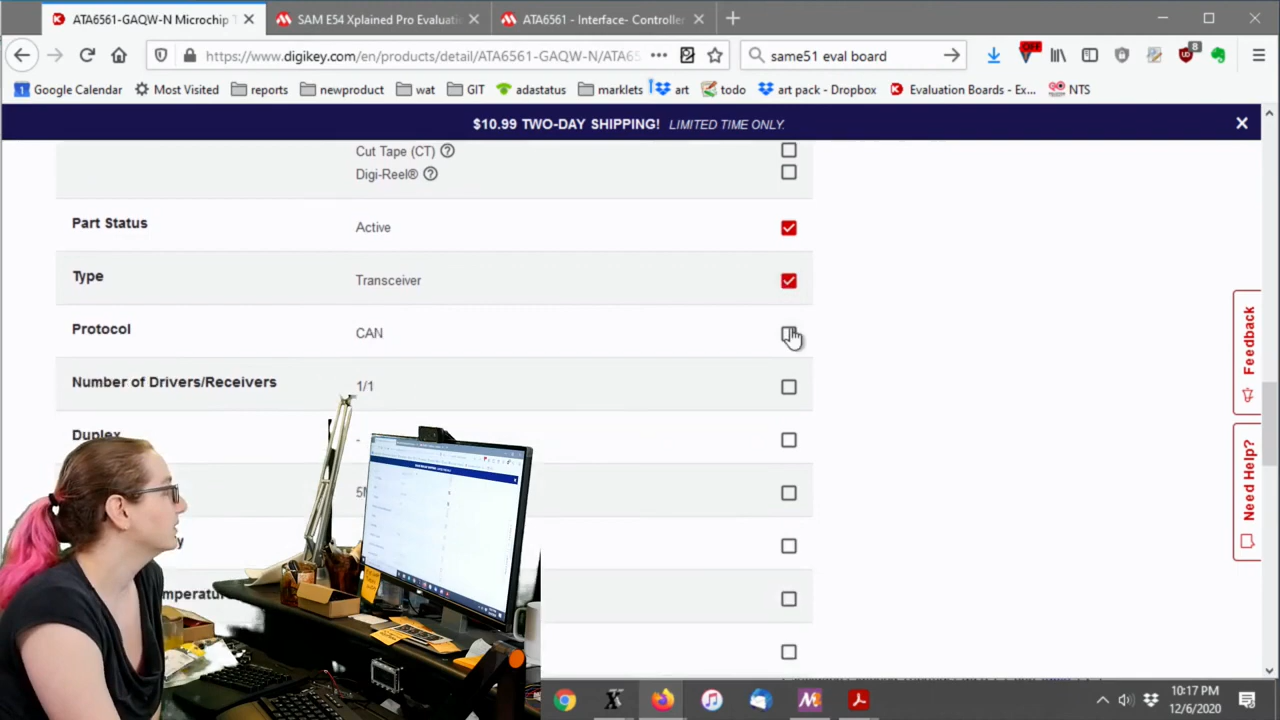 ATA6561-GAQW-N Microchip T
SAM E54 Xplained Pro Evaluati
ATA6561 - Interface- Controller
https://www.digikey.com/en/products/detail/ATA6561-GAQW-N/ATA65
same51 eval board
OFF
8
Google Calendar
Most Visited
reports
newproduct
wat
GIT
adastatus
marklets
art
todo
art pack - Dropbox
Evaluation Boards - Ex...
NTS
$10.99 TWO-DAY SHIPPING! LIMITED TIME ONLY.
Cut Tape (CT)
Digi-Reel®
Part Status Active
Type Transceiver
Protocol CAN
Number of Drivers/Receivers 1/1
Duplex -
Feedback
Need Help?
10:17 PM
12/6/2020